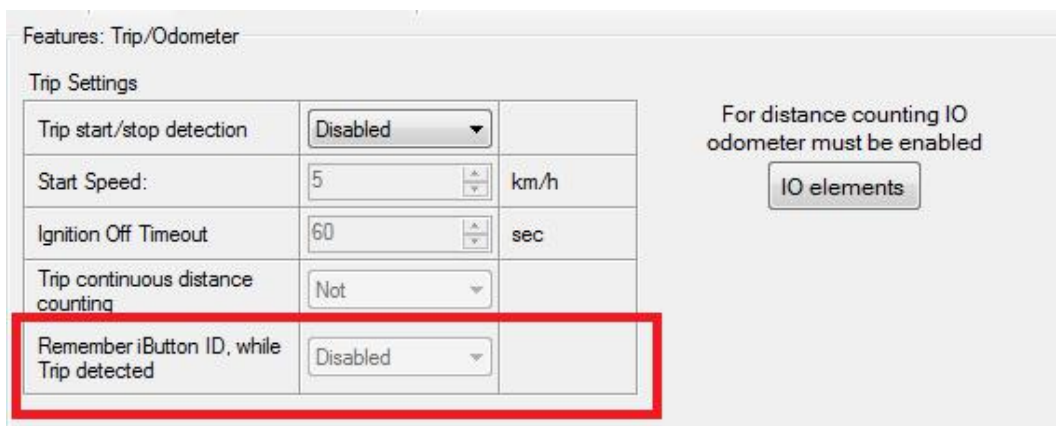 Features: Trip/Odometer
Trip Settings
Trip start/stop detection Disabled
Start Speed: 5 km/h
Ignition Off Timeout 60 sec
Trip continuous distance
counting Not
Remember iButton ID, while
Trip detected Disabled
For distance counting IO
odometer must be enabled
IO elements